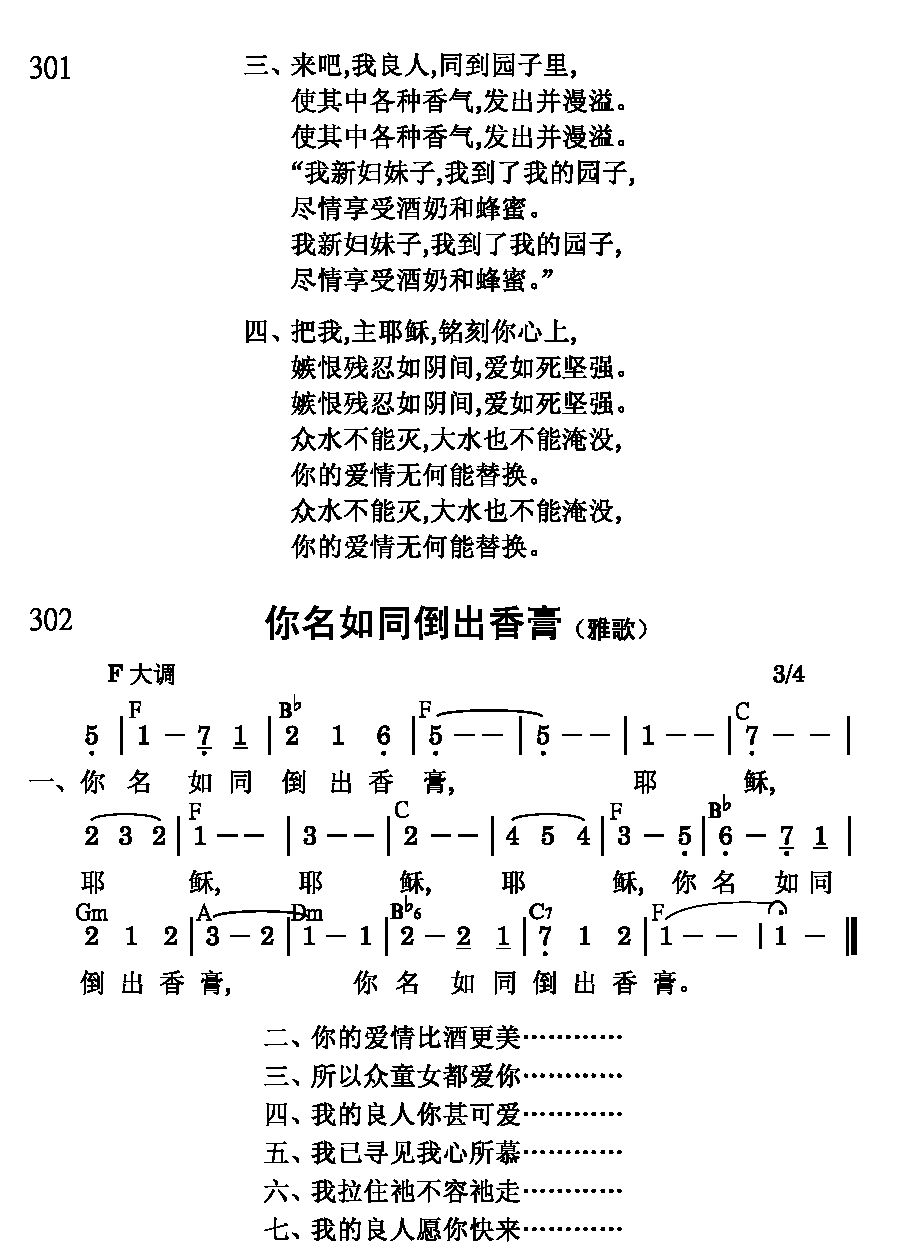 301
三、来吧,我良人,同到园子里,
使其中各种香气,发出并漫溢。
使其中各种香气,发出并漫溢。
“我新妇妹子,我到了我的园子,
尽情享受酒奶和蜂蜜。
我新妇妹子,我到了我的园子,
尽情享受酒奶和蜂蜜。”
四、把我,主耶稣,铭刻你心上,
嫉恨残忍如阴间,爱如死坚强。
嫉恨残忍如阴间,爱如死坚强。
众水不能灭,大水也不能淹没,
你的爱情无何能替换。
众水不能灭,大水也不能淹没,
你的爱情无何能替换。
302
你名如同倒出香膏(雅歌)
F 大调 3/4
F B♭ F C
5 | 1 - 7 1 | 2 1 6 | 5 - - | 5 - - | 1 - - | 7 - - |
一、你 名 如 同 倒 出 香 膏, 耶 稣,
F C F B♭
2 3 2 | 1 - - | 3 - - | 2 - - | 4 5 4 | 3 - 5 | 6 - 7 1 |
耶 稣, 耶 稣, 耶 稣, 你 名 如 同
Gm A Dm B♭6 C7 F
2 1 2 | 3 - 2 | 1 - 1 | 2 - 2 1 | 7 1 2 | 1 - - | 1 - ‖
倒 出 香 膏, 你 名 如 同 倒 出 香 膏。
二、你的爱情比酒更美…………
三、所以众童女都爱你…………
四、我的良人你甚可爱…………
五、我已寻见我心所慕…………
六、我拉住祂不容祂走…………
七、我的良人愿你快来…………